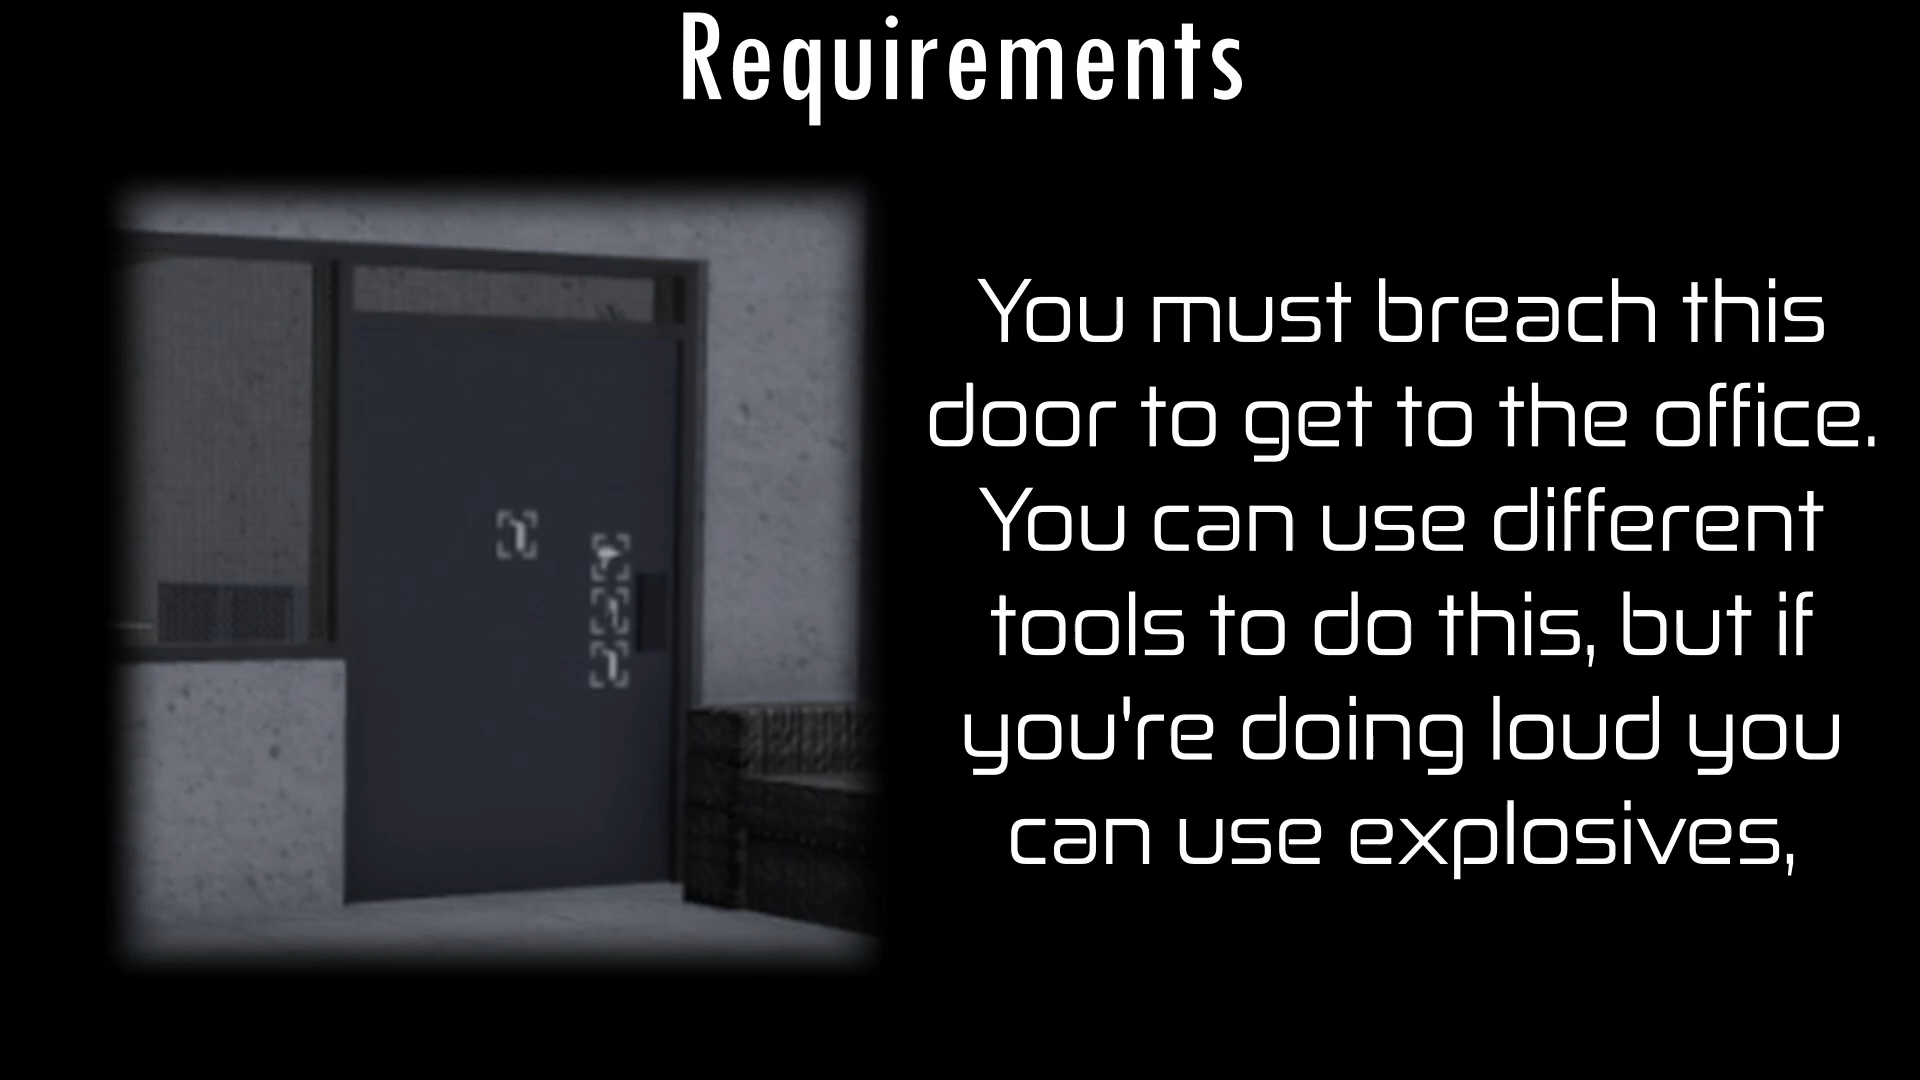 Requirements
You must breach this
door to get to the office.
You can use different
tools to do this, but if
you're doing loud you
can use explosives,